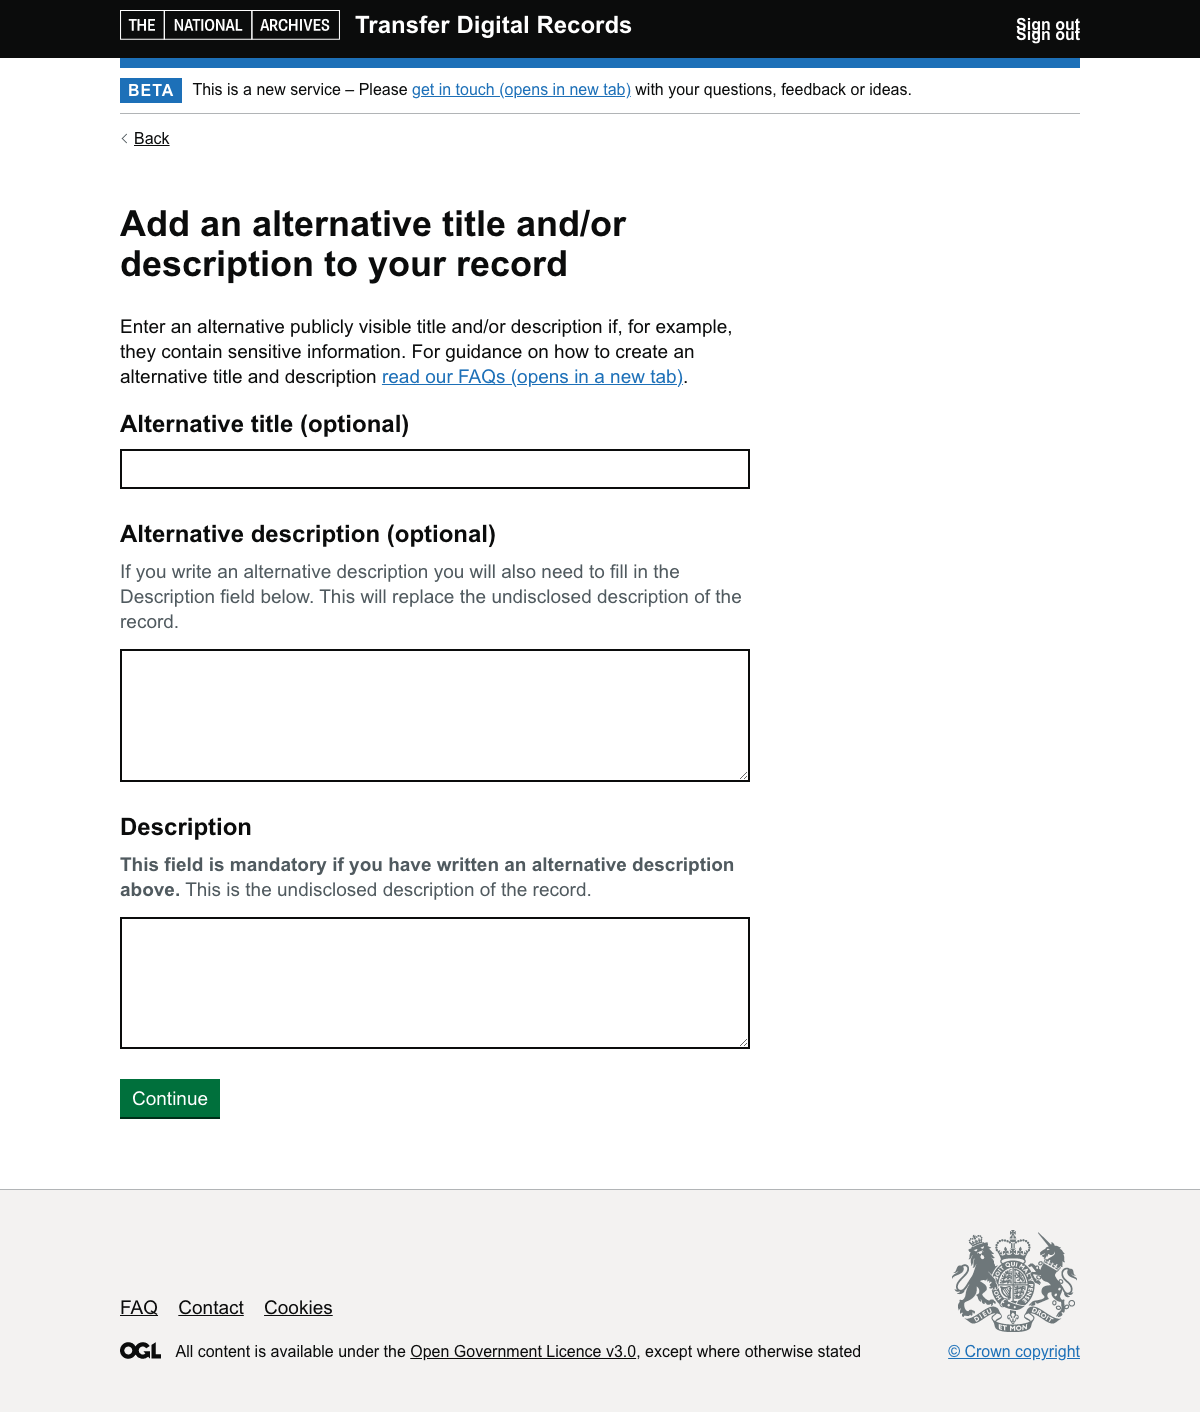 THE NATIONAL ARCHIVES Transfer Digital Records
Sign out
Sign out
BETA This is a new service – Please get in touch (opens in new tab) with your questions, feedback or ideas.
Back
Add an alternative title and/or
description to your record
Enter an alternative publicly visible title and/or description if, for example,
they contain sensitive information. For guidance on how to create an
alternative title and description read our FAQs (opens in a new tab).
Alternative title (optional)
Alternative description (optional)
If you write an alternative description you will also need to fill in the
Description field below. This will replace the undisclosed description of the
record.
Description
This field is mandatory if you have written an alternative description
above. This is the undisclosed description of the record.
Continue
DIEU ET MON DROIT
FAQ Contact Cookies
OGL All content is available under the Open Government Licence v3.0, except where otherwise stated
© Crown copyright